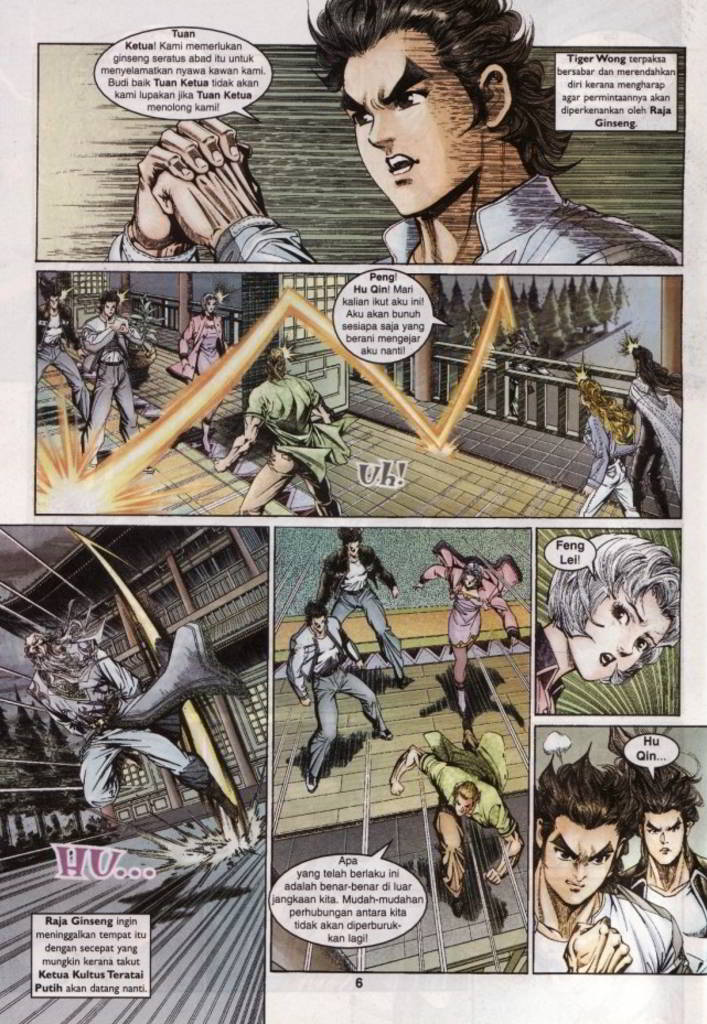 Tuan
Ketua! Kami memerlukan
ginseng seratus abad itu untuk
menyelamatkan nyawa kawan kami.
Budi baik Tuan Ketua tidak akan
kami lupakan jika Tuan Ketua
menolong kami!
Tiger Wong terpaksa
bersabar dan merendahkan
diri kerana mengharap
agar permintaannya akan
diperkenankan oleh Raja
Ginseng.
Peng!
Hu Qin! Mari
kalian ikut aku ini!
Aku akan bunuh
sesiapa saja yang
berani mengejar
aku nanti!
Uh!
HU...
Raja Ginseng ingin
meninggalkan tempat itu
dengan secepat yang
mungkin kerana takut
Ketua Kultus Teratai
Putih akan datang nanti.
Apa
yang telah berlaku ini
adalah benar-benar di luar
jangkaan kita. Mudah-mudahan
perhubungan antara kita
tidak diperburuk-
kan lagi!
Feng
Lei!
Hu
Qin...
6